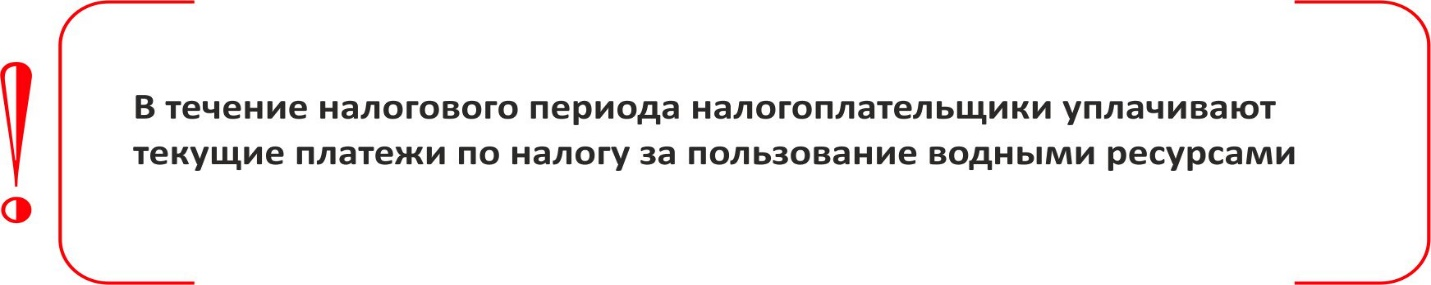 В течение налогового периода налогоплательщики уплачивают
текущие платежи по налогу за пользование водными ресурсами